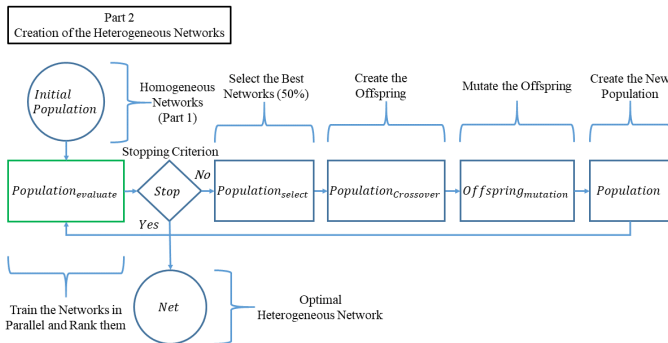 Part 2
Creation of the Heterogeneous Networks
Initial
Population
Homogeneous
Networks
(Part 1)
Select the Best
Networks (50%)
Create the
Offspring
Mutate the Offspring
Create the New
Population
Stopping Criterion
Population_evaluate
Stop
No
Yes
Population_select
Population_Crossover
Offspring_mutation
Population
Train the Networks in
Parallel and Rank them
Net
Optimal
Heterogeneous Network